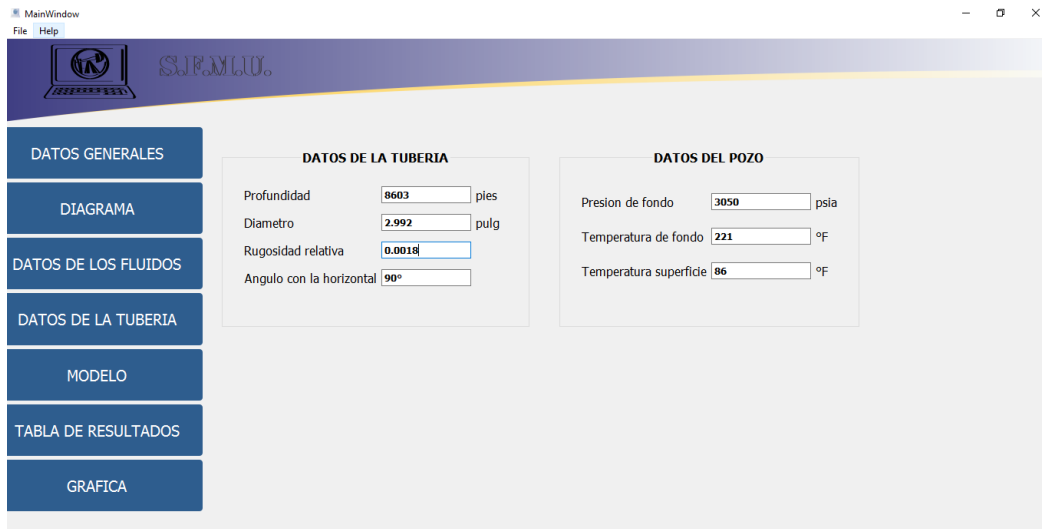 MainWindow
File Help
S.F.M.U.
DATOS GENERALES
DIAGRAMA
DATOS DE LOS FLUIDOS
DATOS DE LA TUBERIA
MODELO
TABLA DE RESULTADOS
GRAFICA
DATOS DE LA TUBERIA
Profundidad 8603 pies
Diametro 2.992 pulg
Rugosidad relativa 0.0018
Angulo con la horizontal 90°
DATOS DEL POZO
Presion de fondo 3050 psia
Temperatura de fondo 221 °F
Temperatura superficie 86 °F